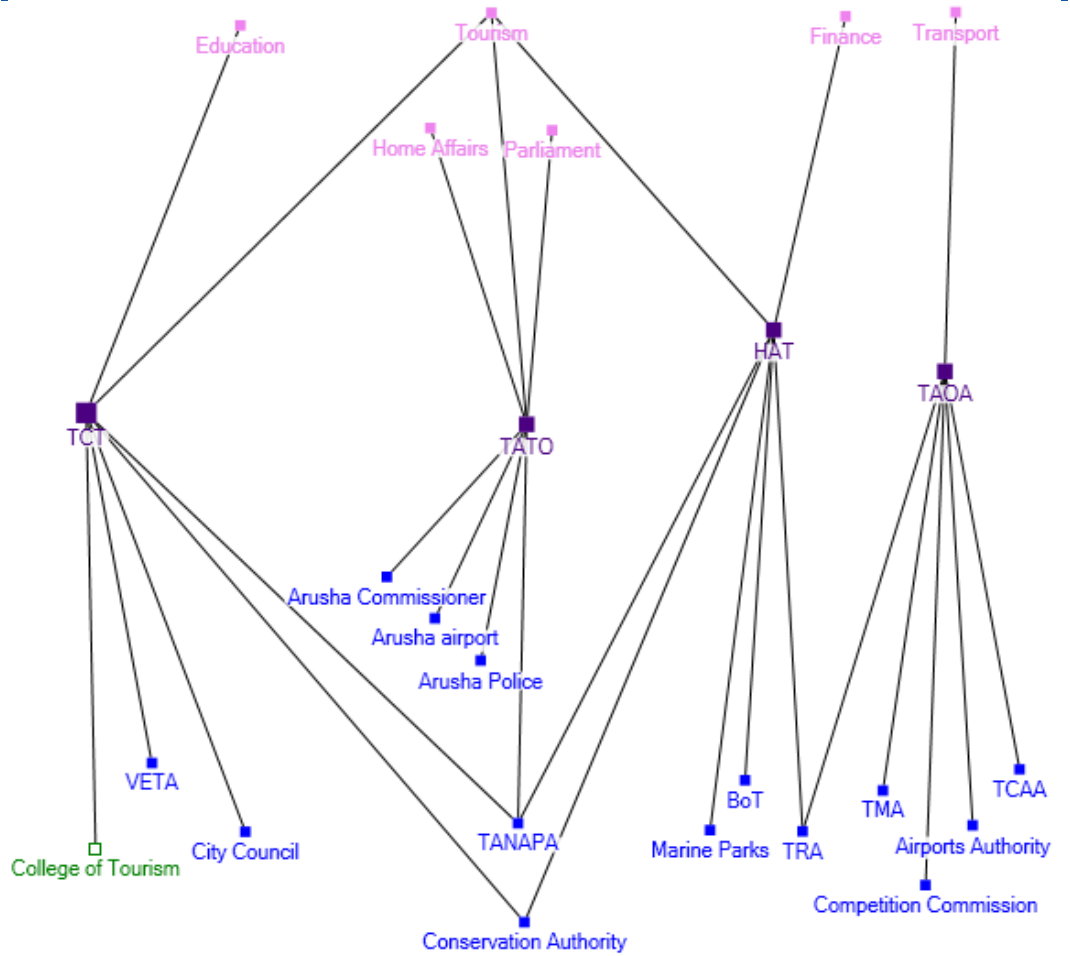 Education
Tourism
Finance
Transport
Home Affairs
Parliament
HAT
TAOA
TCT
TATO
Arusha Commissioner
Arusha airport
Arusha Police
VETA
TCAA
BoT
TMA
College of Tourism
City Council
TANAPA
Marine Parks
TRA
Airports Authority
Competition Commission
Conservation Authority